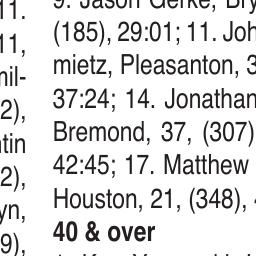 11.
11,
mil-
2),
ntin
2),
yn,
9),
9. Jason Gerke, Bry
(185), 29:01; 11. Joh
mietz, Pleasanton, 3
37:24; 14. Jonathan
Bremond, 37, (307)
42:45; 17. Matthew
Houston, 21, (348),
40 & over